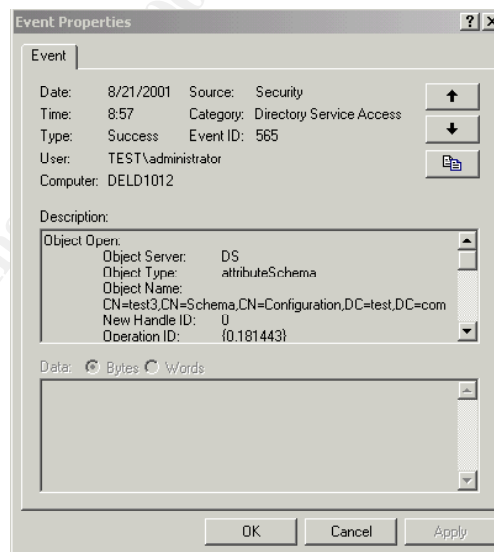 Event Properties
Event
Date: 8/21/2001 Source: Security
Time: 8:57 Category: Directory Service Access
Type: Success Event ID: 565
User: TEST\administrator
Computer: DELD1012
Description:
Object Open:
Object Server: DS
Object Type: attributeSchema
Object Name:
CN=test3,CN=Schema,CN=Configuration,DC=test,DC=com
New Handle ID: 0
Operation ID: {0,181443}
Data: Bytes Words
OK Cancel Apply